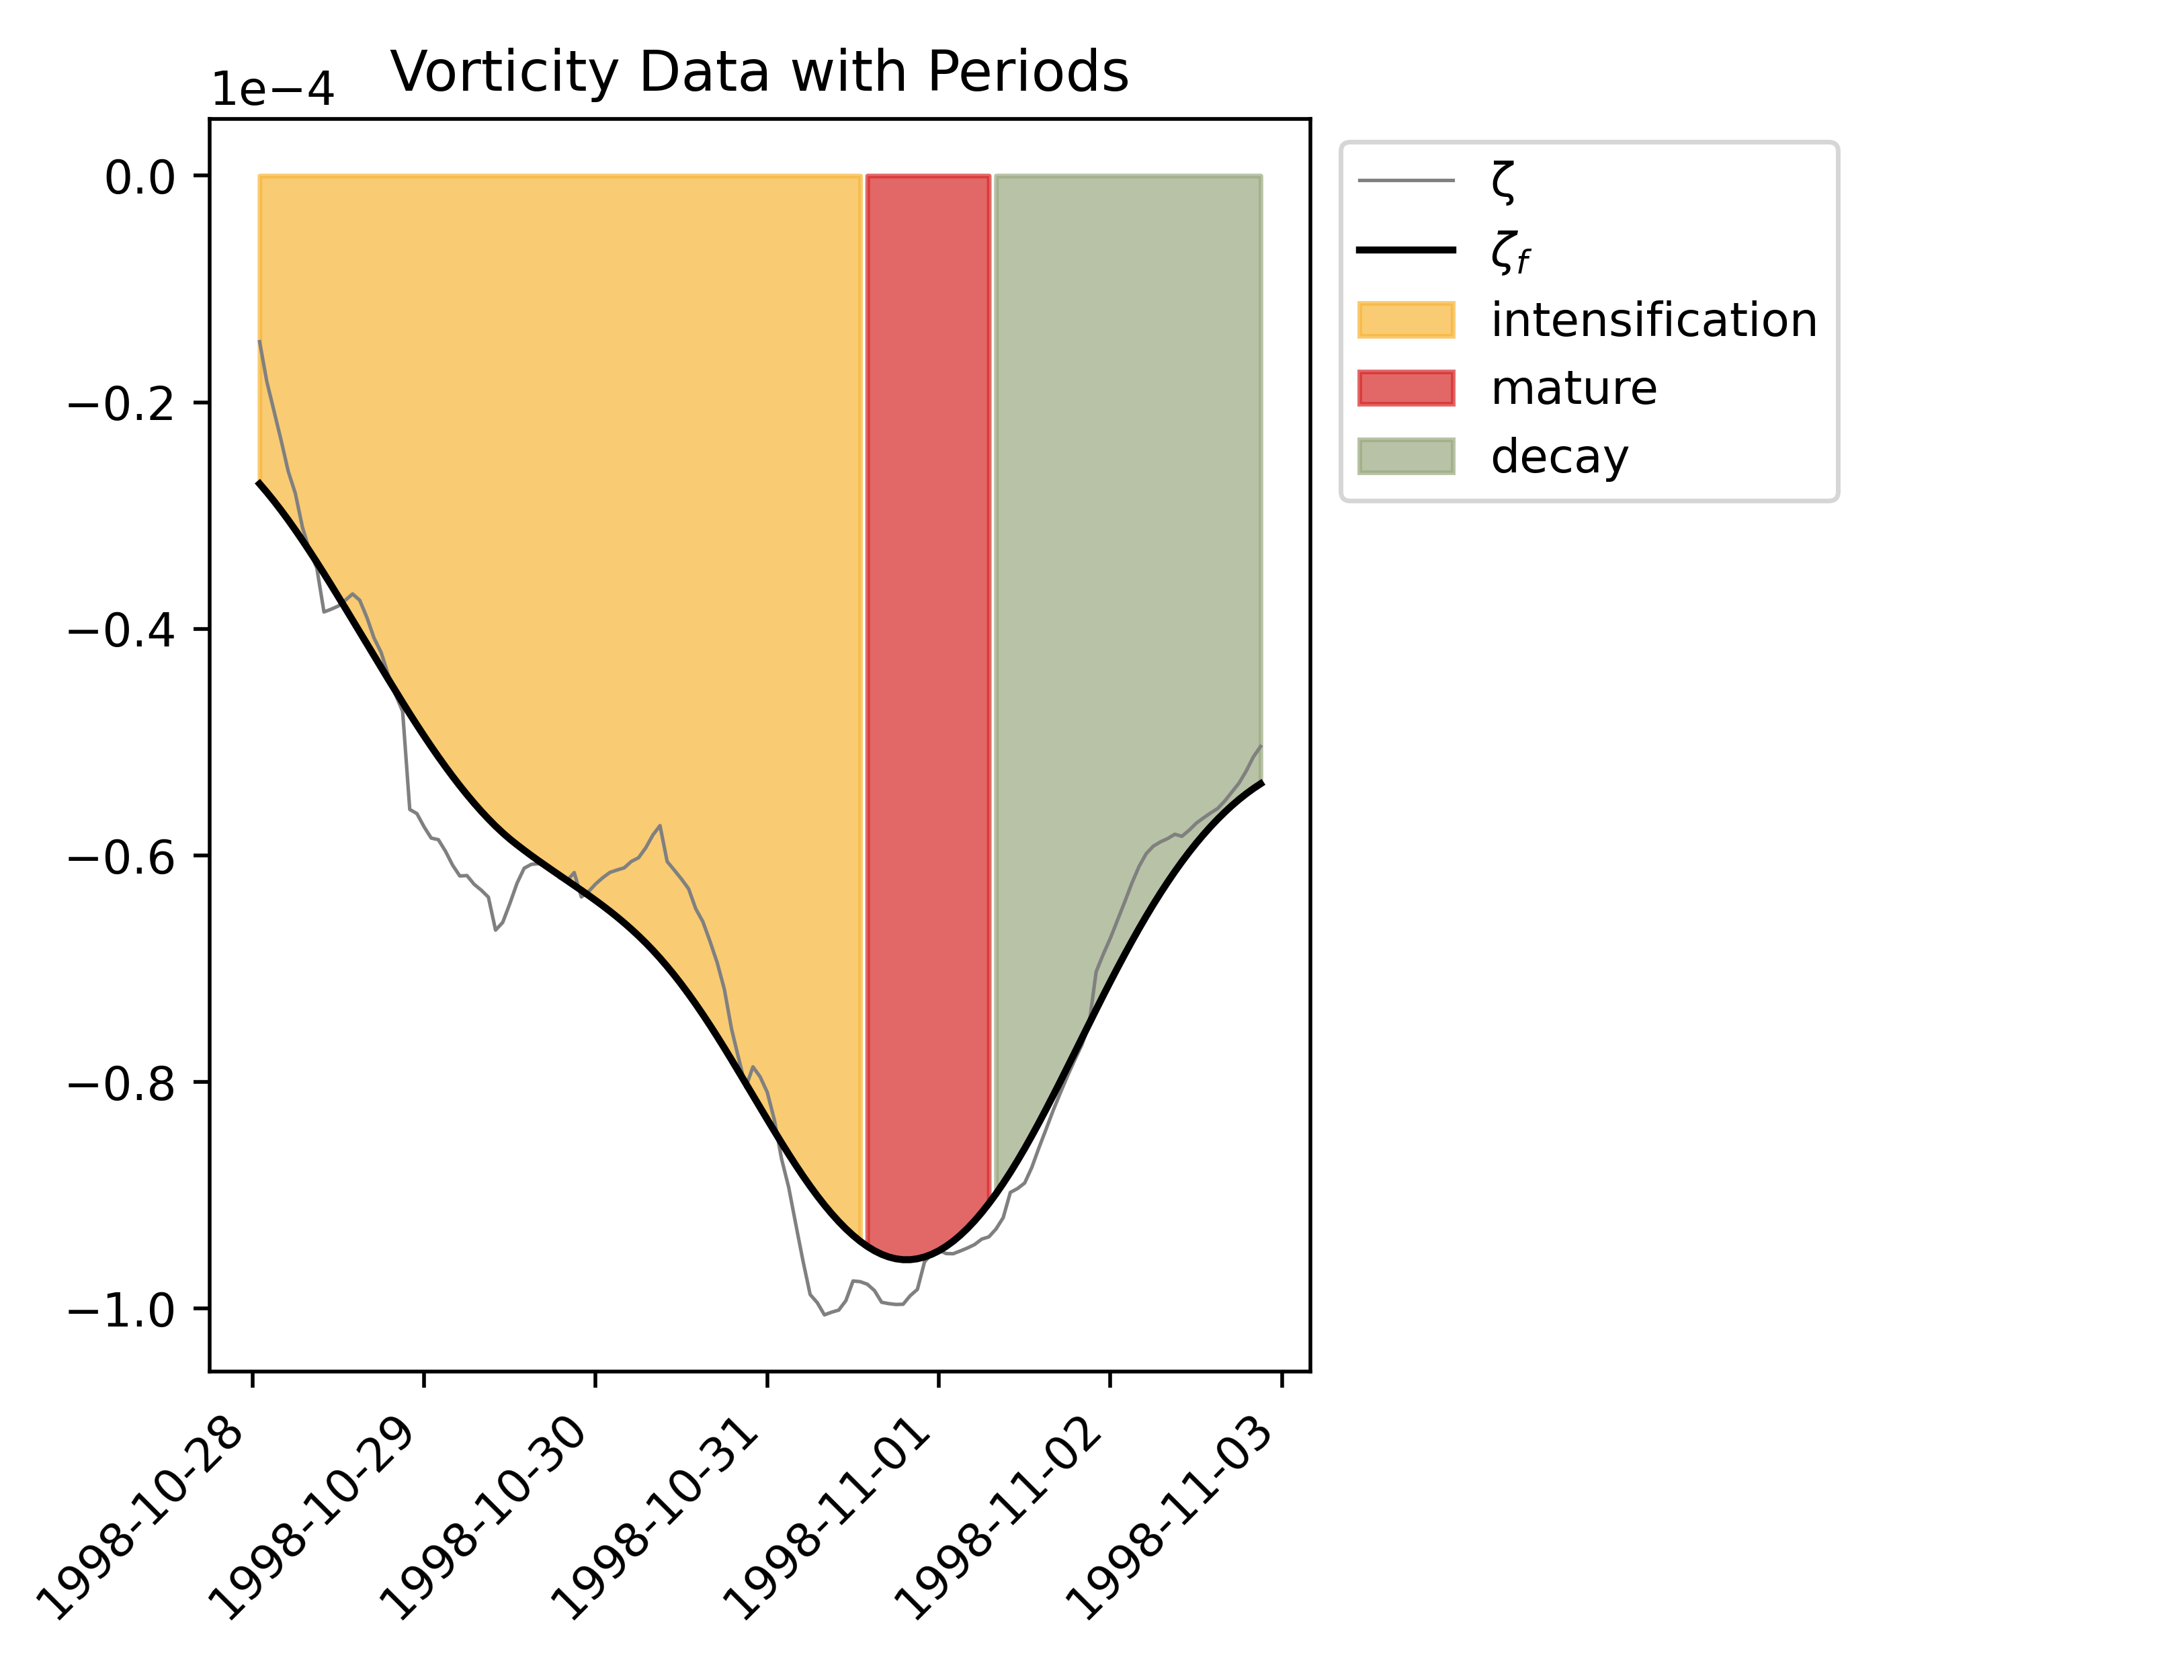 Vorticity Data with Periods
1e−4
0.0
−0.2
−0.4
−0.6
−0.8
−1.0
1998-10-28
1998-10-29
1998-10-30
1998-10-31
1998-11-01
1998-11-02
1998-11-03
ζ
ζf
intensification
mature
decay